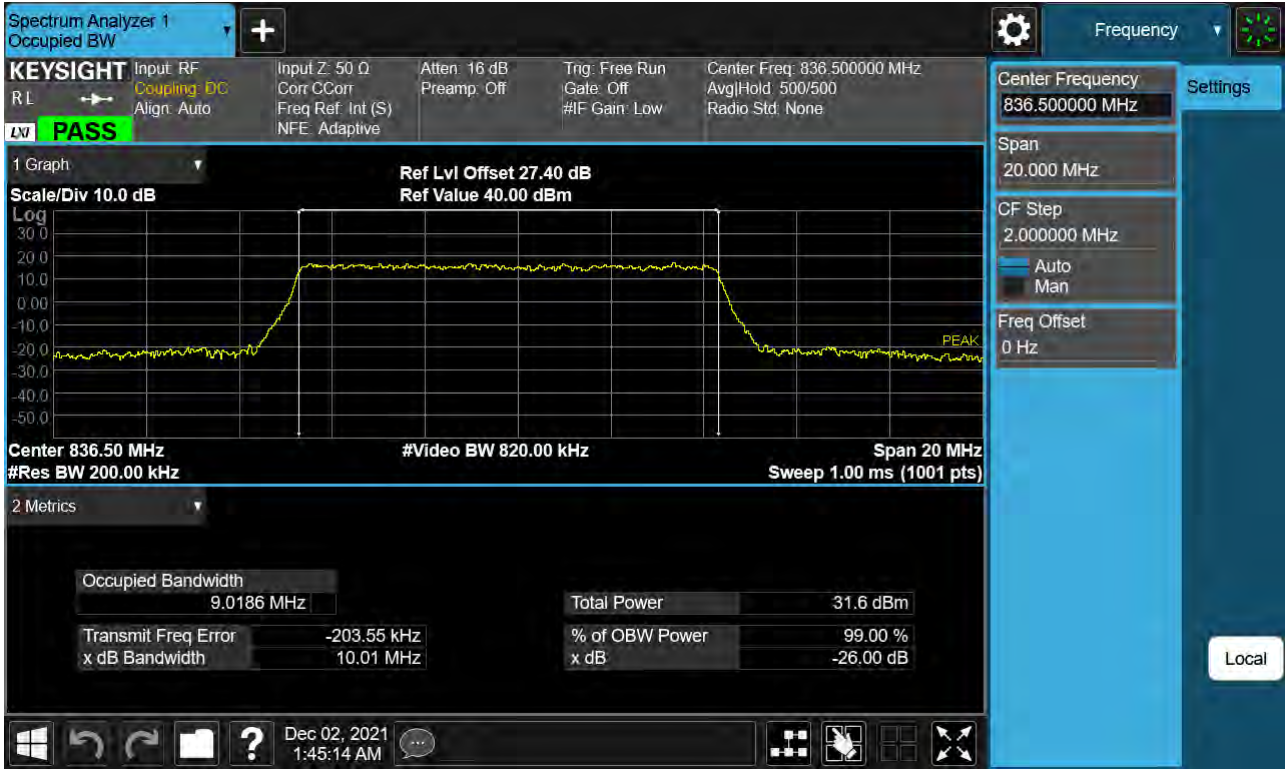 Spectrum Analyzer 1
Occupied BW
+
Frequency
KEYSIGHT
R L
LXI
PASS
Input: RF
Coupling: DC
Align: Auto
Input Z: 50 Ω
Corr CCorr
Freq Ref: Int (S)
NFE: Adaptive
Atten: 16 dB
Preamp: Off
Trig: Free Run
Gate: Off
#IF Gain: Low
Center Freq: 836.500000 MHz
Avg|Hold: 500/500
Radio Std: None
Center Frequency
836.500000 MHz
Settings
Span
20.000 MHz
CF Step
2.000000 MHz
Auto
Man
Freq Offset
0 Hz
Local
1 Graph
Scale/Div 10.0 dB
Ref Lvl Offset 27.40 dB
Ref Value 40.00 dBm
Log
30.0
20.0
10.0
0.00
-10.0
-20.0
-30.0
-40.0
-50.0
PEAK
Center 836.50 MHz
#Video BW 820.00 kHz
Span 20 MHz
#Res BW 200.00 kHz
Sweep 1.00 ms (1001 pts)
2 Metrics
Occupied Bandwidth
9.0186 MHz
Total Power 31.6 dBm
Transmit Freq Error -203.55 kHz
% of OBW Power 99.00 %
x dB Bandwidth 10.01 MHz
x dB -26.00 dB
?
Dec 02, 2021
1:45:14 AM